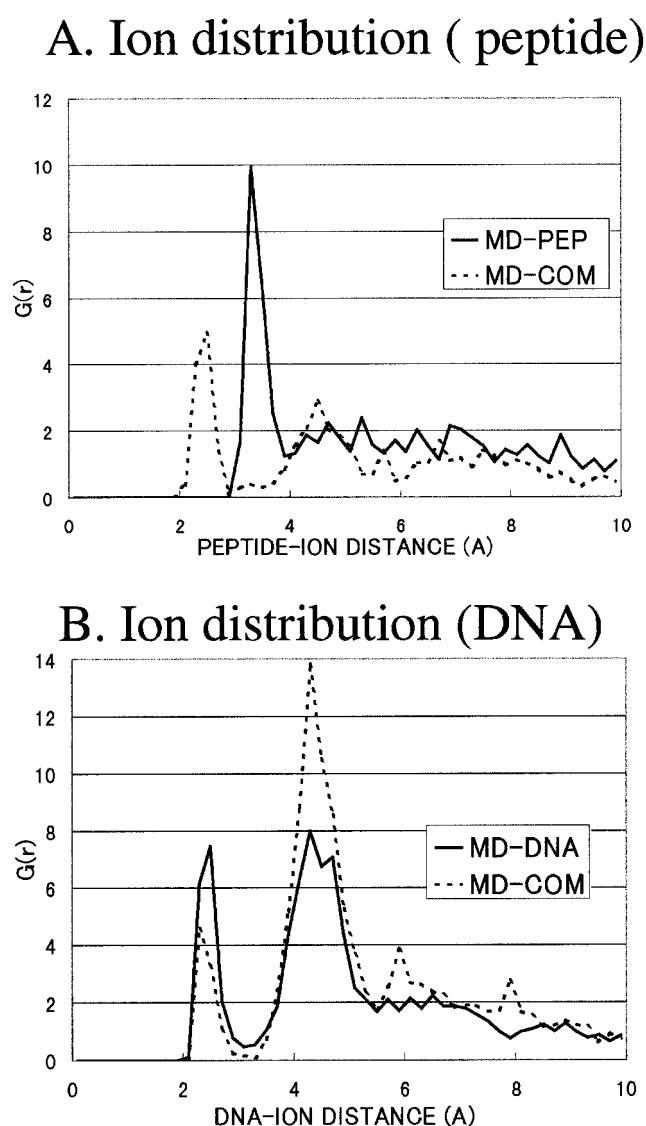 A. Ion distribution ( peptide)
12
10
8
6
4
2
0
G(r)
MD-PEP
MD-COM
0 2 4 6 8 10
PEPTIDE-ION DISTANCE (A)
B. Ion distribution (DNA)
14
12
10
8
6
4
2
0
G(r)
MD-DNA
MD-COM
0 2 4 6 8 10
DNA-ION DISTANCE (A)